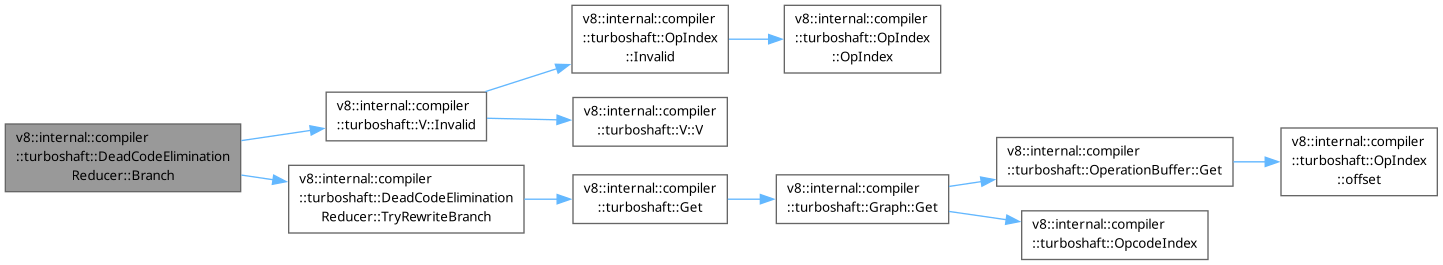 v8::internal::compiler
::turboshaft::DeadCodeElimination
Reducer::Branch
v8::internal::compiler
::turboshaft::V::Invalid
v8::internal::compiler
::turboshaft::OpIndex
::Invalid
v8::internal::compiler
::turboshaft::OpIndex
::OpIndex
v8::internal::compiler
::turboshaft::V::V
v8::internal::compiler
::turboshaft::DeadCodeElimination
Reducer::TryRewriteBranch
v8::internal::compiler
::turboshaft::Get
v8::internal::compiler
::turboshaft::Graph::Get
v8::internal::compiler
::turboshaft::OperationBuffer::Get
v8::internal::compiler
::turboshaft::OpIndex
::offset
v8::internal::compiler
::turboshaft::OpcodeIndex